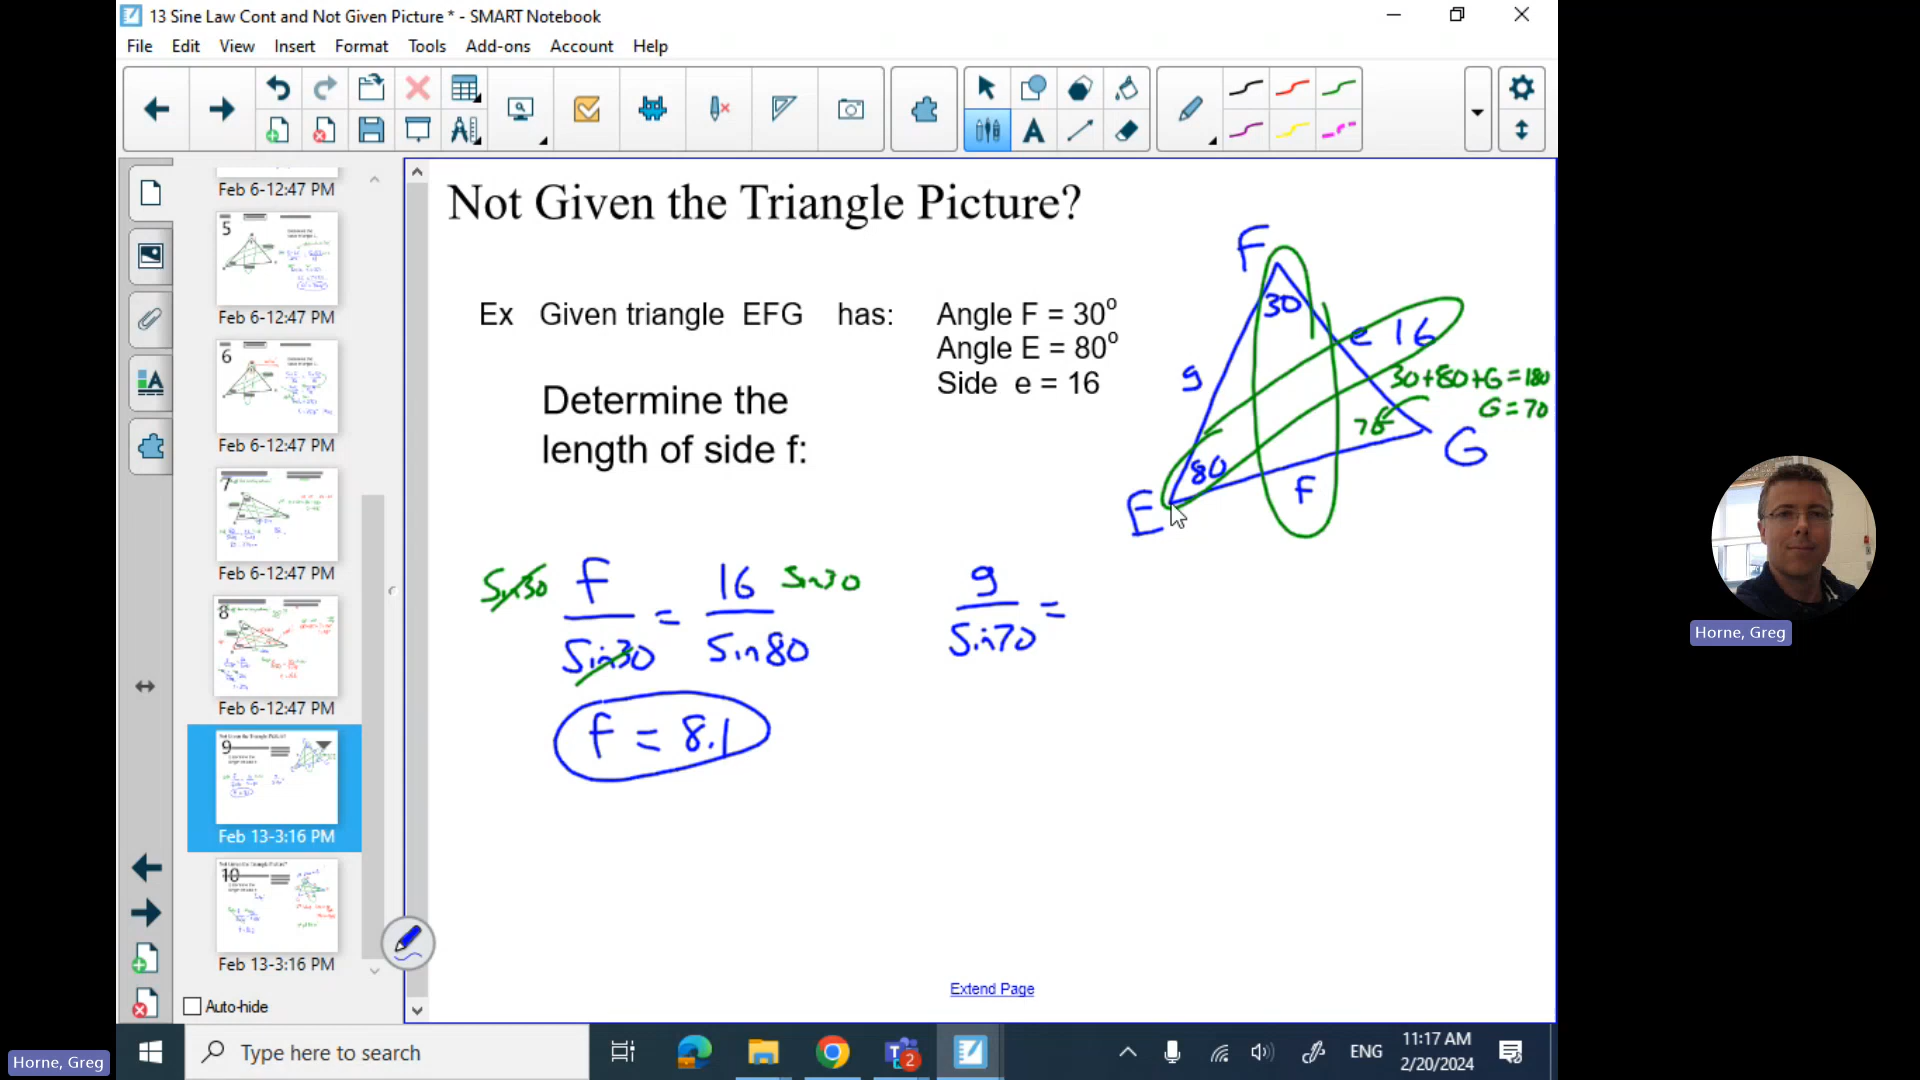 13 Sine Law Cont and Not Given Picture * - SMART Notebook
File Edit View Insert Format Tools Add-ons Account Help
Feb 6-12:47 PM
5
Feb 6-12:47 PM
6
Feb 6-12:47 PM
7
Feb 6-12:47 PM
8
Feb 6-12:47 PM
9
Feb 13-3:16 PM
10
Feb 13-3:16 PM
Auto-hide
Not Given the Triangle Picture?
Ex Given triangle EFG has: Angle F = 30°
Angle E = 80°
Side e = 16
Determine the
length of side f:
F
30
e 16
g
30+80+G=180
G=70
70
G
80
E
f
Sin30 f = 16 Sin30
Sin30 Sin80
f = 8.1
g =
Sin70
Extend Page
Horne, Greg
Horne, Greg
Type here to search
2
ENG
11:17 AM
2/20/2024